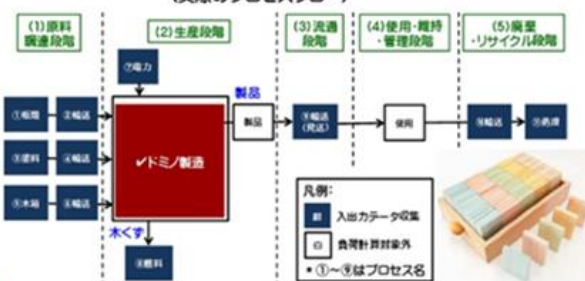 (1)原料
調達段階
(2)生産段階
(3)流通
段階
(4)使用・維持
・管理段階
(5)廃棄
・リサイクル段階
⑦電力
製品
①板類
②輸送
③原料
④輸送
⑤木箱
⑥輸送
✓ドミノ製造
製品
⑨輸送
(発送)
使用
⑩輸送
⑪処理
木くず
⑧燃料
凡例:
入出力データ収集
負荷計算対象外
* ①~⑨はプロセス名